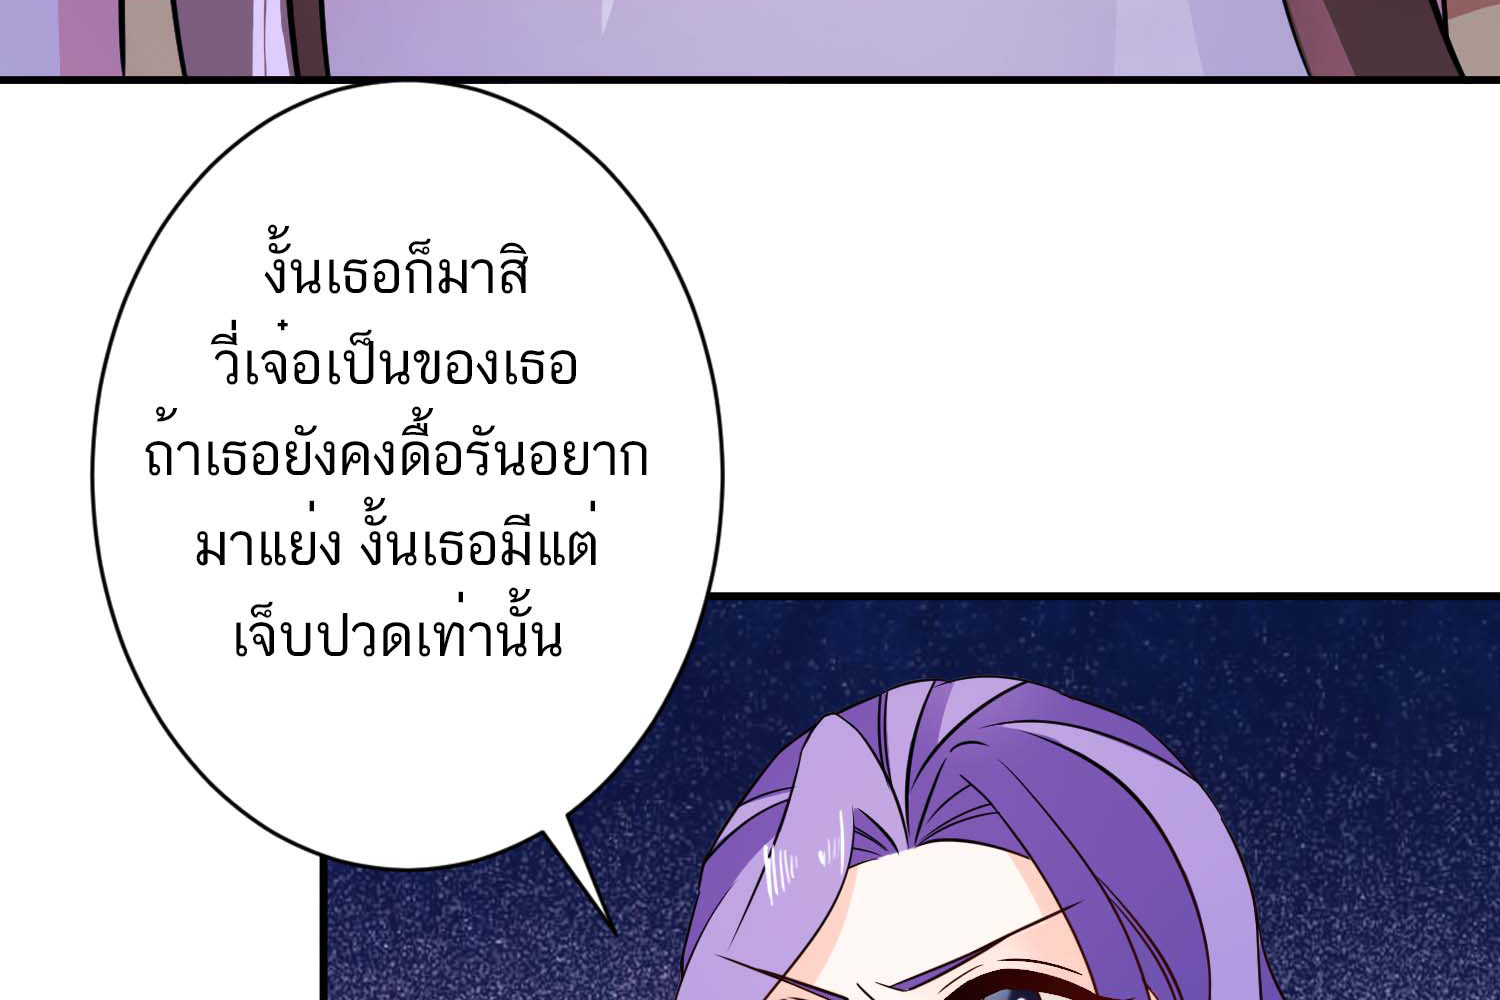 งั้นเธอก็มาสิ
วี่เจ๋อเป็นของเธอ
ถ้าเธอยังคงดื้อรันอยาก
มาแย่ง งั้นเธอมีแต่
เจ็บปวดเท่านั้น